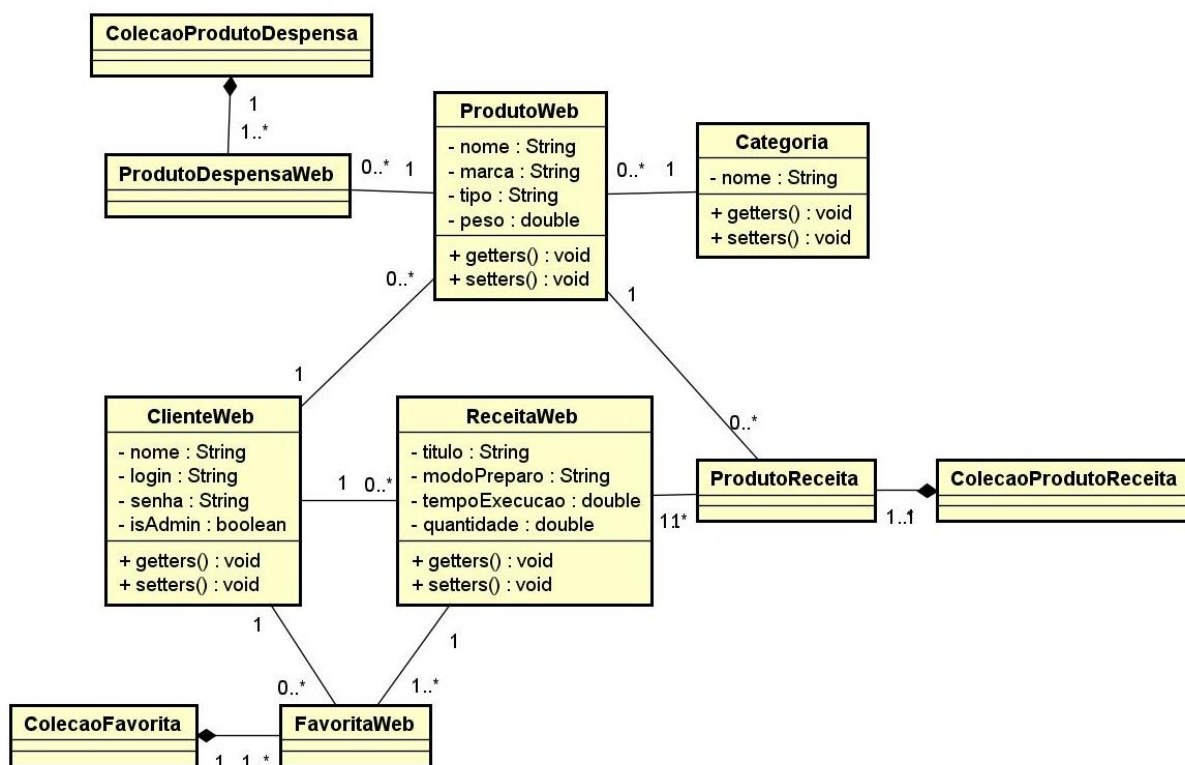 ColecaoProdutoDespensa
1
1..*
ProdutoDespensaWeb
0..*
1
ProdutoWeb
- nome : String
- marca : String
- tipo : String
- peso : double
+ getters() : void
+ setters() : void
0..*
1
Categoria
- nome : String
+ getters() : void
+ setters() : void
0..*
1
1
0..*
ClienteWeb
- nome : String
- login : String
- senha : String
- isAdmin : boolean
+ getters() : void
+ setters() : void
1
0..*
ReceitaWeb
- titulo : String
- modoPreparo : String
- tempoExecucao : double
- quantidade : double
+ getters() : void
+ setters() : void
ProdutoReceita
ColecaoProdutoReceita
1
0..*
1
1..*
ColecaoFavorita
1
1..*
FavoritaWeb